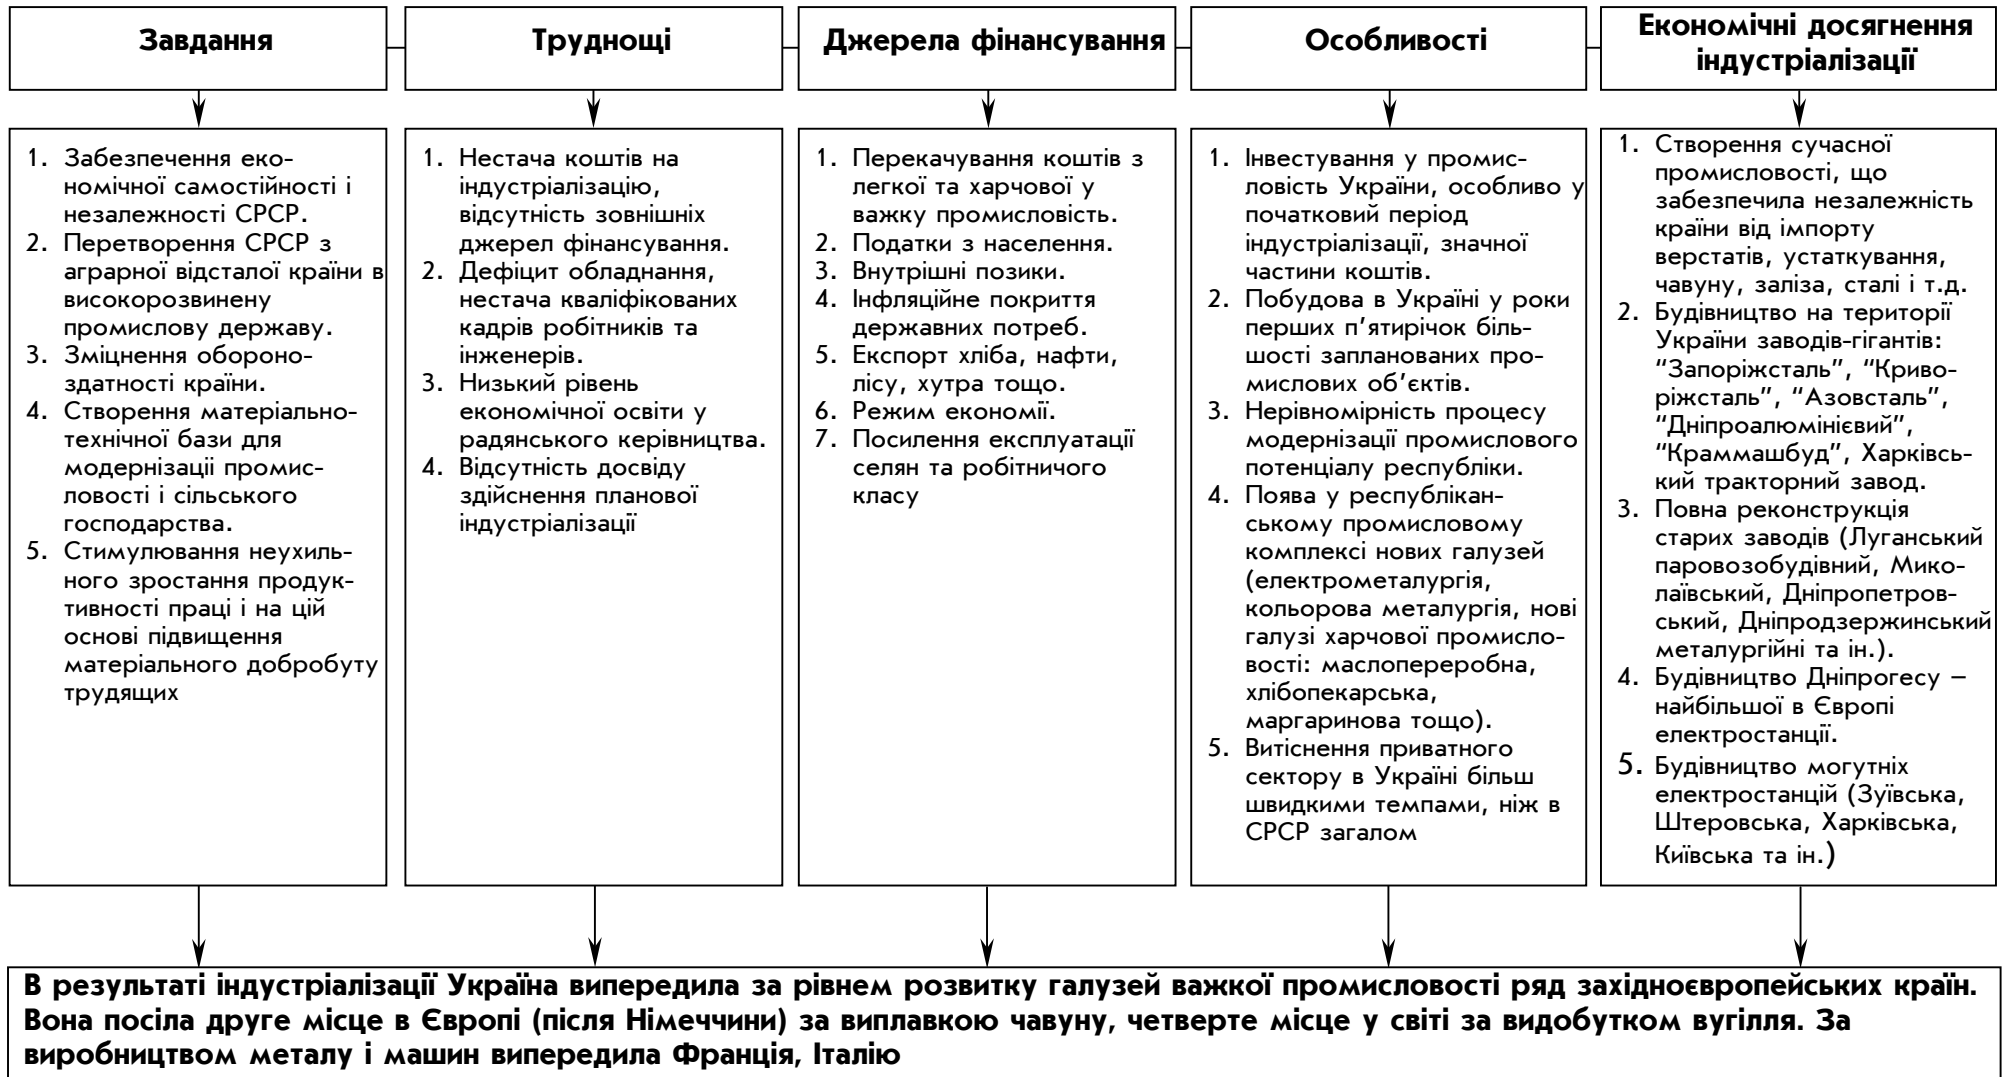 Завдання
Труднощі
Джерела фінансування
Особливості
Економічні досягнення
індустріалізації
1. Забезпечення еко-
номічної самостійності і
незалежності СРСР.
2. Перетворення СРСР з
аграрної відсталої країни в
високорозвинену
промислову державу.
3. Зміцнення обороно-
здатності країни.
4. Створення матеріально-
технічної бази для
модернізації промис-
ловості і сільського
господарства.
5. Стимулювання неухиль-
ного зростання продук-
тивності праці і на цій
основі підвищення
матеріального добробуту
трудящих
1. Нестача коштів на
індустріалізацію,
відсутність зовнішніх
джерел фінансування.
2. Дефіцит обладнання,
нестача кваліфікованих
кадрів робітників та
інженерів.
3. Низький рівень
економічної освіти у
радянського керівництва.
4. Відсутність досвіду
здійснення планової
індустріалізації
1. Перекачування коштів з
легкої та харчової у
важку промисловість.
2. Податки з населення.
3. Внутрішні позики.
4. Інфляційне покриття
державних потреб.
5. Експорт хліба, нафти,
лісу, хутра тощо.
6. Режим економії.
7. Посилення експлуатації
селян та робітничого
класу
1. Інвестування у промис-
ловість України, особливо у
початковий період
індустріалізації, значної
частини коштів.
2. Побудова в Україні у роки
перших п’ятирічок біль-
шості запланованих про-
мислових об’єктів.
3. Нерівномірність процесу
модернізації промислового
потенціалу республіки.
4. Поява у республікан-
ському промисловому
комплексі нових галузей
(електрометалургія,
кольорова металургія, нові
галузі харчової промисло-
вості: маслопереробна,
хлібопекарська,
маргаринова тощо).
5. Витіснення приватного
сектору в Україні більш
швидкими темпами, ніж в
СРСР загалом
1. Створення сучасної
промисловості, що
забезпечила незалежність
країни від імпорту
верстатів, устаткування,
чавуну, заліза, сталі і т.д.
2. Будівництво на території
України заводів-гігантів:
“Запоріжсталь”, “Криво-
ріжсталь”, “Азовсталь”,
“Дніпроалюмінієвий”,
“Краммашбуд”, Харківсь-
кий тракторний завод.
3. Повна реконструкція
старих заводів (Луганський
паровозобудівний, Мико-
лаївський, Дніпропетров-
ський, Дніпродзержинський
металургійні та ін.).
4. Будівництво Дніпрогесу –
найбільшої в Європі
електростанції.
5. Будівництво могутніх
електростанцій (Зуївська,
Штеровська, Харківська,
Київська та ін.)
В результаті індустріалізації Україна випередила за рівнем розвитку галузей важкої промисловості ряд західноєвропейських країн.
Вона посіла друге місце в Європі (після Німеччини) за виплавкою чавуну, четверте місце у світі за видобутком вугілля. За
виробництвом металу і машин випередила Франція, Італію